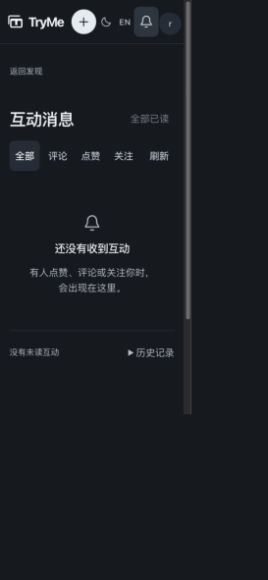 TryMe
+
EN
r
返回发现
互动消息
全部已读
全部 评论 点赞 关注 刷新
还没有收到互动
有人点赞、评论或关注你时，
会出现在这里。
没有未读互动
▶ 历史记录